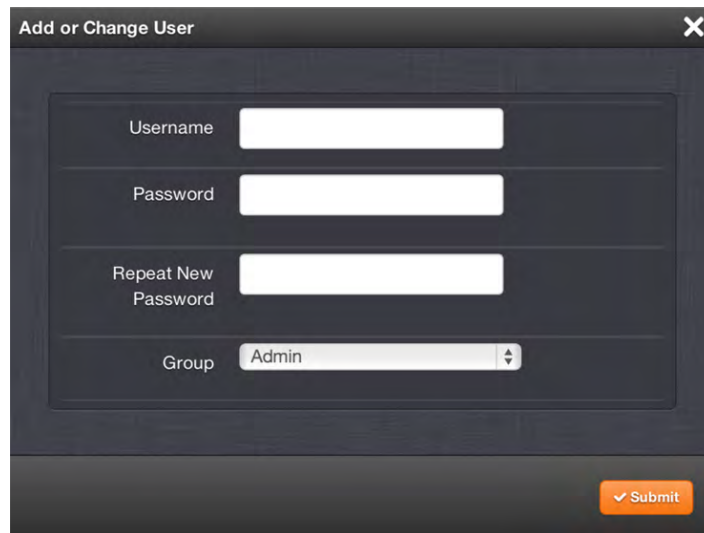 Add or Change User
Username
Password
Repeat New
Password
Group
Admin
Submit